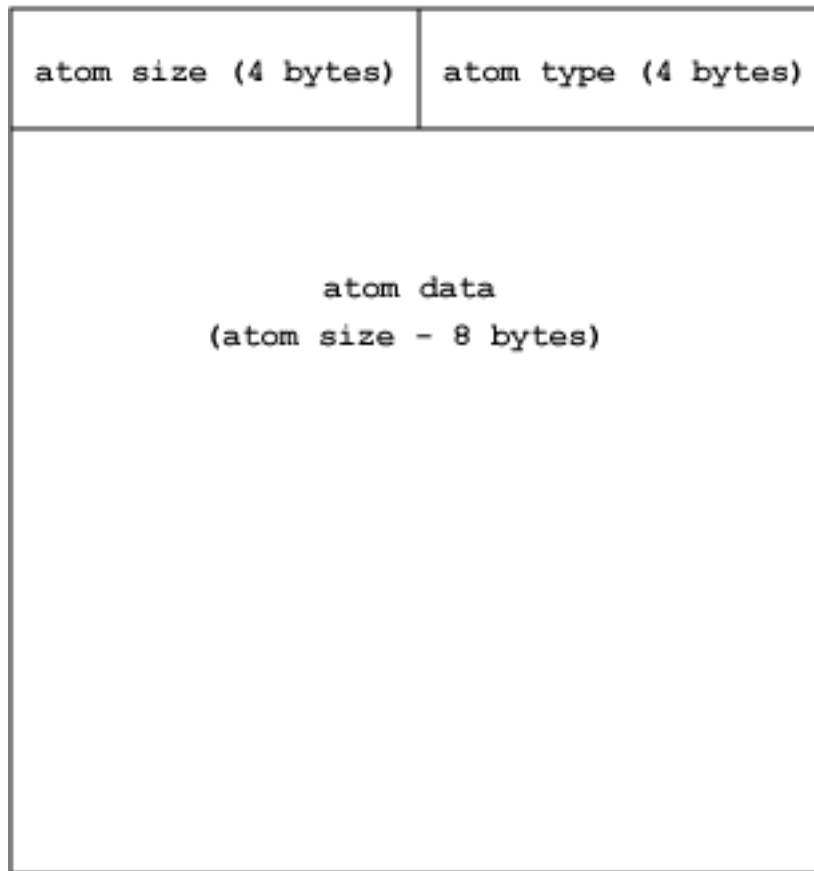 atom size (4 bytes) atom type (4 bytes)
atom data
(atom size - 8 bytes)